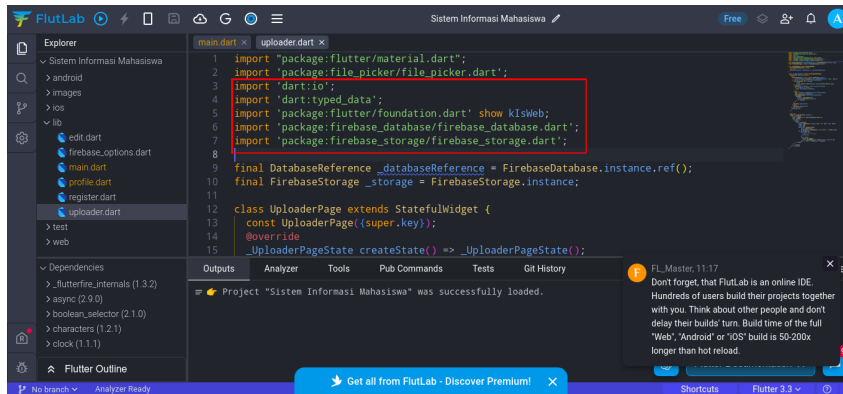 FlutLab
Sistem Informasi Mahasiswa
Free
A
Explorer
Sistem Informasi Mahasiswa
android
images
ios
lib
edit.dart
firebase_options.dart
main.dart
profile.dart
register.dart
uploader.dart
test
web
Dependencies
_flutterfire_internals (1.3.2)
async (2.9.0)
boolean_selector (2.1.0)
characters (1.2.1)
clock (1.1.1)
Flutter Outline
main.dart × uploader.dart ×
1 import "package:flutter/material.dart";
2 import 'package:file_picker/file_picker.dart';
3 import 'dart:io';
4 import 'dart:typed_data';
5 import 'package:flutter/foundation.dart' show kIsWeb;
6 import 'package:firebase_database/firebase_database.dart';
7 import 'package:firebase_storage/firebase_storage.dart';
8
9 final DatabaseReference _databaseReference = FirebaseDatabase.instance.ref();
10 final FirebaseStorage _storage = FirebaseStorage.instance;
11
12 class UploaderPage extends StatefulWidget {
13 const UploaderPage({super.key});
14 @override
15 _UploaderPageState createState() => _UploaderPageState();
Outputs Analyzer Tools Pub Commands Tests Git History
Project "Sistem Informasi Mahasiswa" was successfully loaded.
F
FL_Master, 11:17
Don't forget, that FlutLab is an online IDE.
Hundreds of users build their projects together
with you. Think about other people and don't
delay their builds' turn. Build time of the full
"Web", "Android" or "iOS" build is 50-200x
longer than hot reload.
Get all from FlutLab - Discover Premium! X
No branch Analyzer Ready
Shortcuts Flutter 3.3